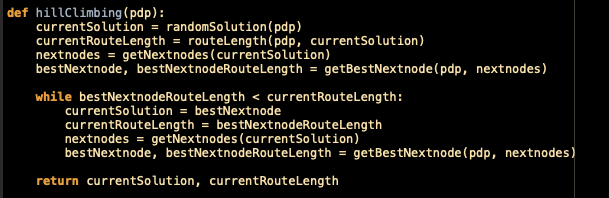 def hillClimbing(pdp):
    currentSolution = randomSolution(pdp)
    currentRouteLength = routeLength(pdp, currentSolution)
    nextnodes = getNextnodes(currentSolution)
    bestNextnode, bestNextnodeRouteLength = getBestNextnode(pdp, nextnodes)
    while bestNextnodeRouteLength < currentRouteLength:
        currentSolution = bestNextnode
        currentRouteLength = bestNextnodeRouteLength
        nextnodes = getNextnodes(currentSolution)
        bestNextnode, bestNextnodeRouteLength = getBestNextnode(pdp, nextnodes)
    return currentSolution, currentRouteLength